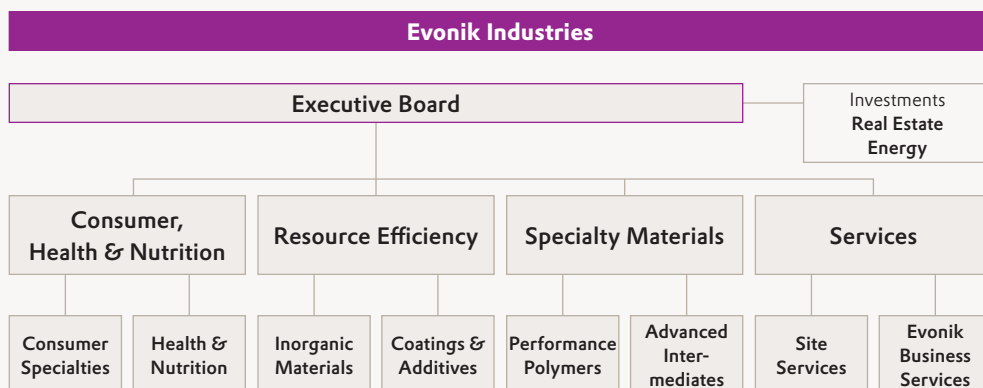 Evonik Industries
Executive Board
Investments
Real Estate
Energy
Consumer,
Health & Nutrition
Resource Efficiency
Specialty Materials
Services
Consumer
Specialties
Health &
Nutrition
Inorganic
Materials
Coatings &
Additives
Performance
Polymers
Advanced
Inter-
mediates
Site
Services
Evonik
Business
Services